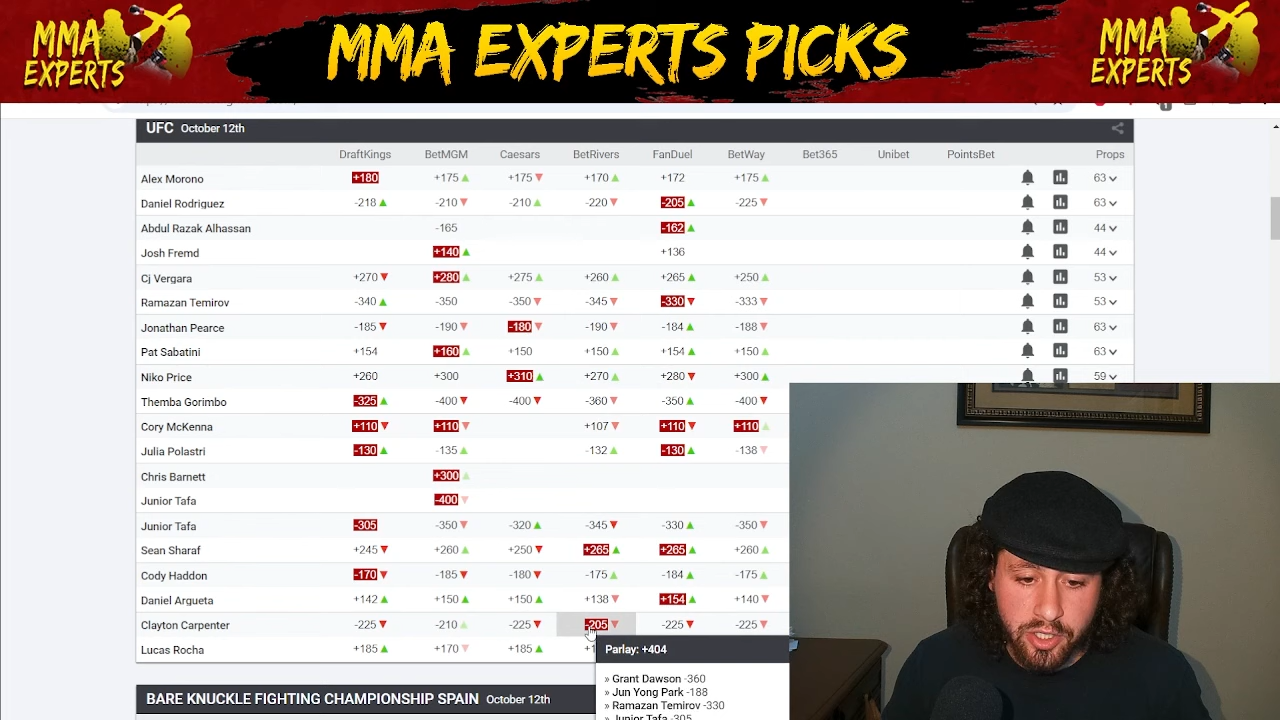 MMA EXPERTS
MMA EXPERTS PICKS
MMA EXPERTS
UFC October 12th
DraftKings BetMGM Caesars BetRivers FanDuel BetWay Bet365 Unibet PointsBet Props
Alex Morono +180 +175 +175 +170 +172 +175 63
Daniel Rodriguez -218 -210 -210 -220 -205 -225 63
Abdul Razak Alhassan -165 -162 44
Josh Fremd +140 +136 44
Cj Vergara +270 +280 +275 +260 +265 +250 53
Ramazan Temirov -340 -350 -350 -345 -330 -333 53
Jonathan Pearce -185 -190 -180 -190 -184 -188 63
Pat Sabatini +154 +160 +150 +150 +154 +150 63
Niko Price +260 +300 +310 +270 +280 +300 59
Themba Gorimbo -325 -400 -400 -360 -350 -400
Cory McKenna +110 +110 +107 +110 +110
Julia Polastri -130 -135 -132 -130 -138
Chris Barnett +300
Junior Tafa -400
Junior Tafa -305 -350 -320 -345 -330 -350
Sean Sharaf +245 +260 +250 +265 +265 +260
Cody Haddon -170 -185 -180 -175 -184 -175
Daniel Argueta +142 +150 +150 +138 +154 +140
Clayton Carpenter -225 -210 -225 -205 -225 -225
Lucas Rocha +185 +170 +185
Parlay: +404
» Grant Dawson -360
» Jun Yong Park -188
» Ramazan Temirov -330
» Junior Tafa -305
BARE KNUCKLE FIGHTING CHAMPIONSHIP SPAIN October 12th